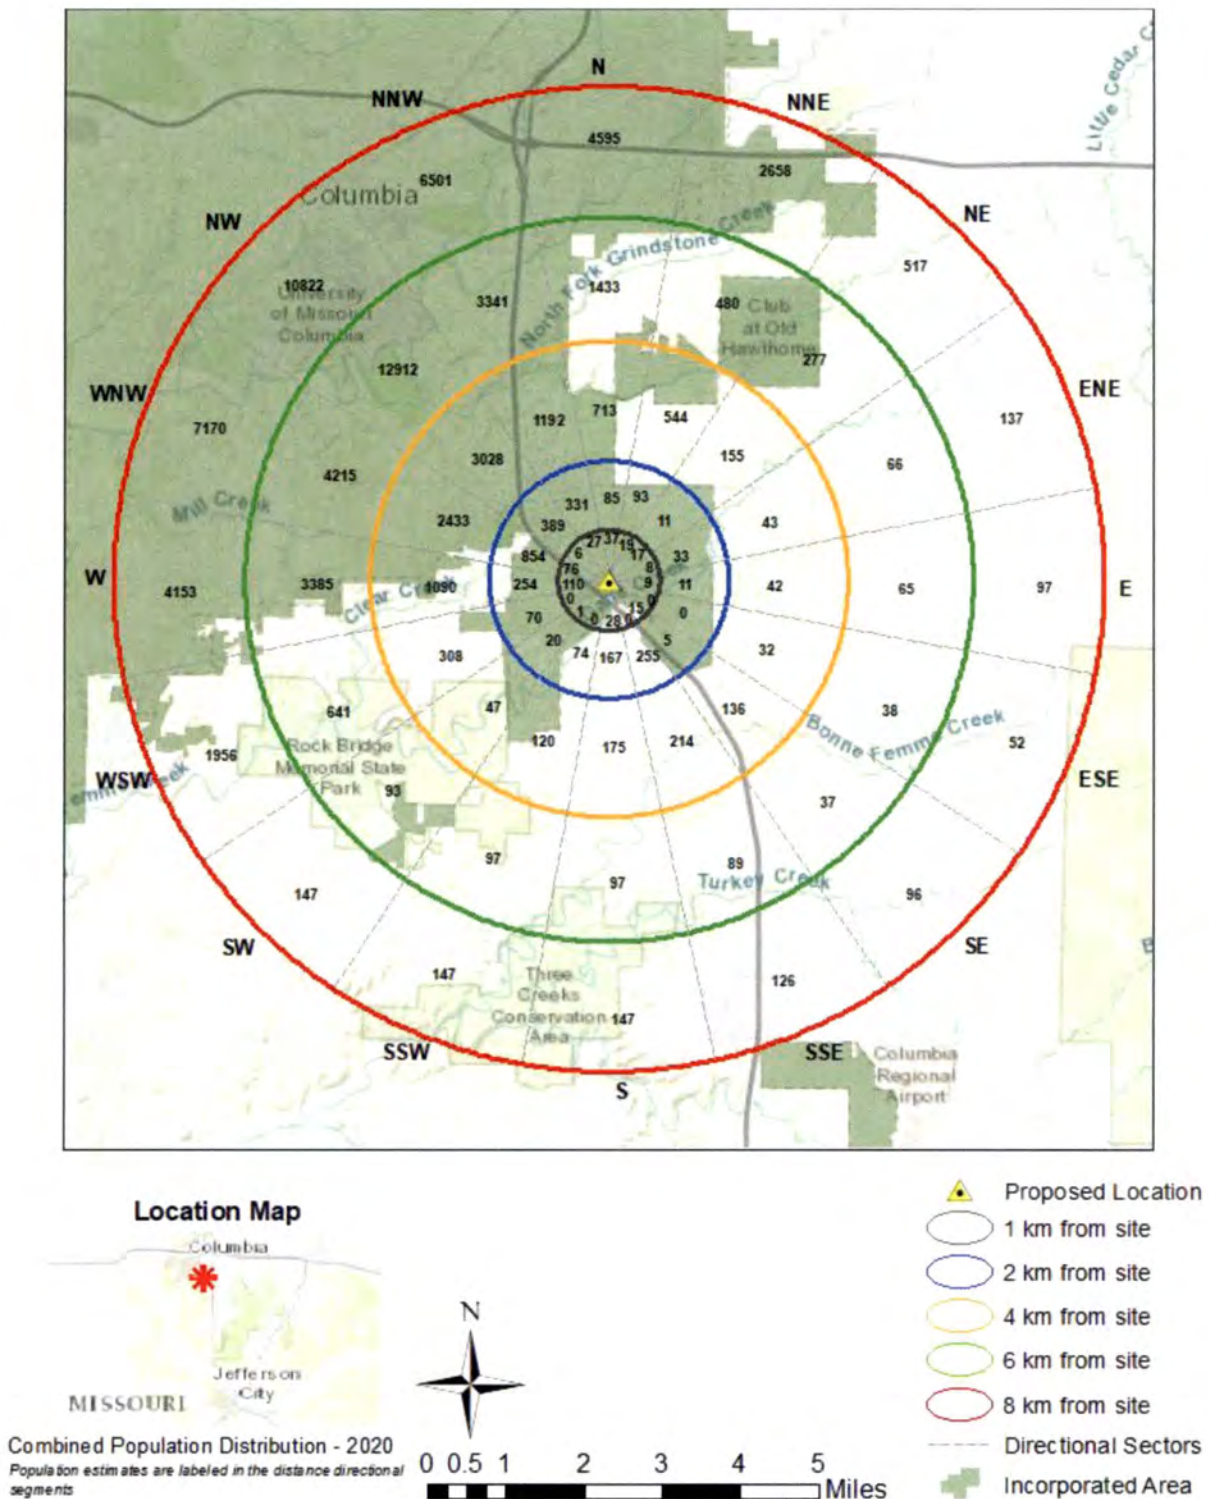 N
NNW
NNE
Little Cedar C
4595
6501
2658
Columbia
NW
NE
517
North Fork Grindstone Creek
10822
University
of Missouri
Columbia
3341
1433
480
Club
at Old
Hawthorne
277
12912
WNW
ENE
7170
1192
713
544
137
3028
155
66
4215
Mill Creek
2433
331
85
93
389
11
43
854
27
37
19
6
17
33
76
8
W
4153
3385
Clear Creek
1090
254
110
9
11
42
65
97
E
0
0
70
1
0
28
0
15
0
20
5
308
74
167
255
32
47
136
641
38
Bonne Femme Creek
120
175
214
52
1956
Rock Bridge
Memorial State
Park
WSW
ESE
93
37
97
89
Turkey Creek
97
147
96
SW
SE
147
Three
Creeks
Conservation
Area
126
147
SSW
SSE
Columbia
Regional
Airport
S
Location Map
Columbia
Jefferson
City
MISSOURI
N
Proposed Location
1 km from site
2 km from site
4 km from site
6 km from site
8 km from site
Directional Sectors
Incorporated Area
Combined Population Distribution - 2020
Population estimates are labeled in the distance directional
segments
0 0.5 1 2 3 4 5
Miles